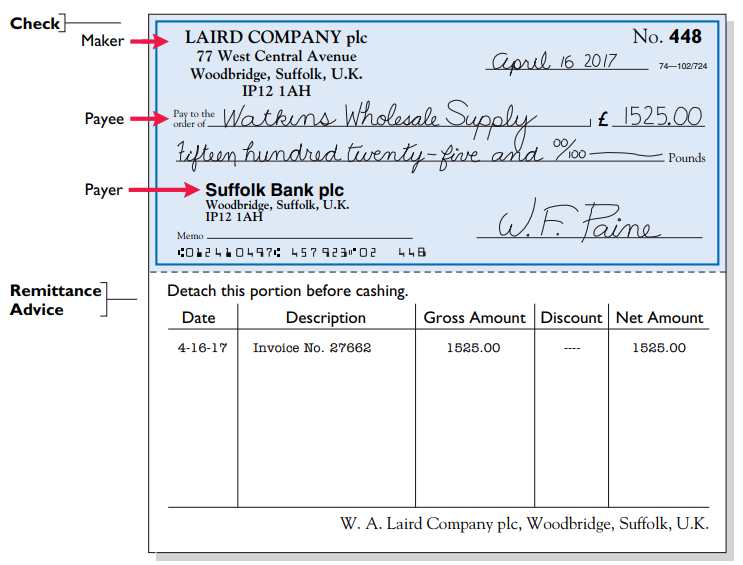 Check
Maker
LAIRD COMPANY plc
77 West Central Avenue
Woodbridge, Suffolk, U.K.
IP12 1AH
No. 448
April 16 2017
74—102/724
Payee
Pay to the
order of
Watkins Wholesale Supply
£ 1525.00
Fifteen hundred twenty-five and 00/100
Pounds
Payer
Suffolk Bank plc
Woodbridge, Suffolk, U.K.
IP12 1AH
Memo
W. F. Paine
⑆012410497⑆ 457923⑈02 448
Remittance
Advice
Detach this portion before cashing.
Date Description Gross Amount Discount Net Amount
4-16-17 Invoice No. 27662 1525.00 ---- 1525.00
W. A. Laird Company plc, Woodbridge, Suffolk, U.K.